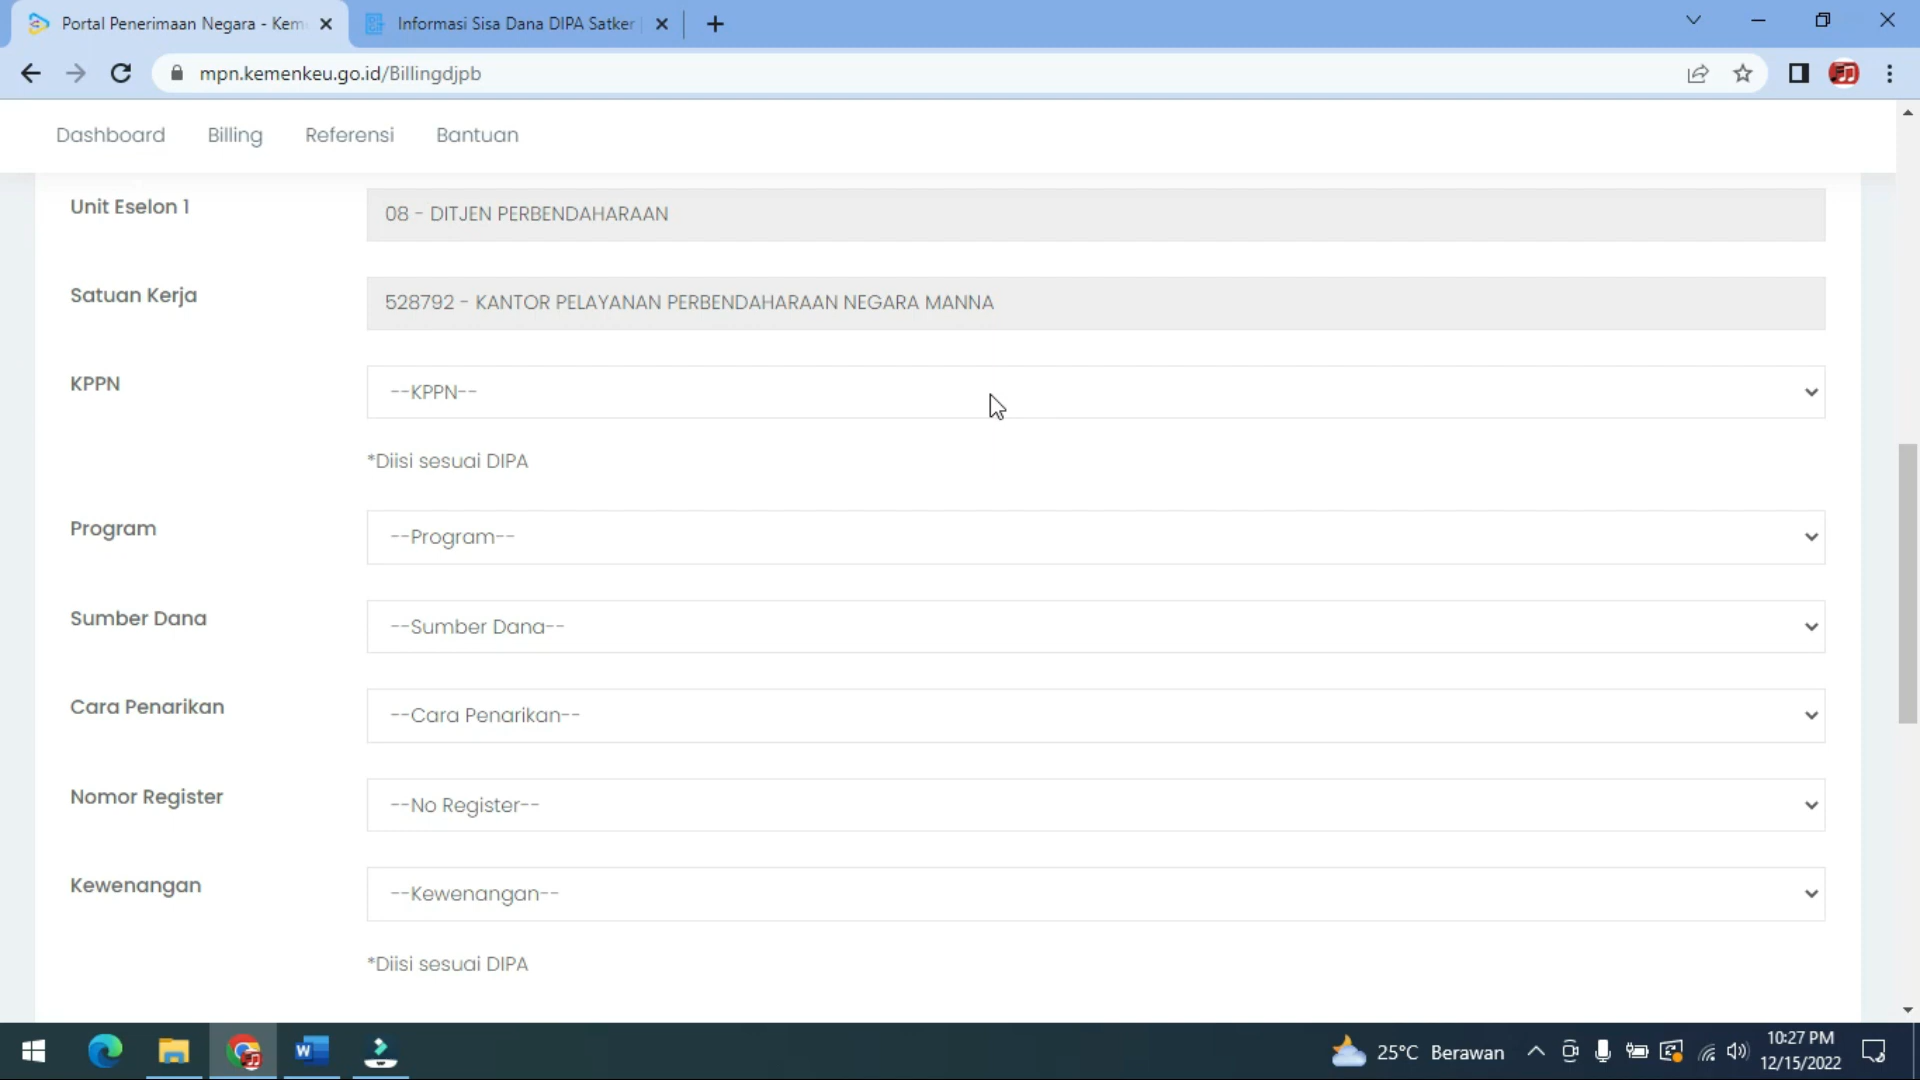 Portal Penerimaan Negara - Kem
Informasi Sisa Dana DIPA Satker
mpn.kemenkeu.go.id/Billingdjpb
Dashboard Billing Referensi Bantuan
Unit Eselon 1
08 - DITJEN PERBENDAHARAAN
Satuan Kerja
528792 - KANTOR PELAYANAN PERBENDAHARAAN NEGARA MANNA
KPPN
--KPPN--
*Diisi sesuai DIPA
Program
--Program--
Sumber Dana
--Sumber Dana--
Cara Penarikan
--Cara Penarikan--
Nomor Register
--No Register--
Kewenangan
--Kewenangan--
*Diisi sesuai DIPA
25°C Berawan
10:27 PM
12/15/2022